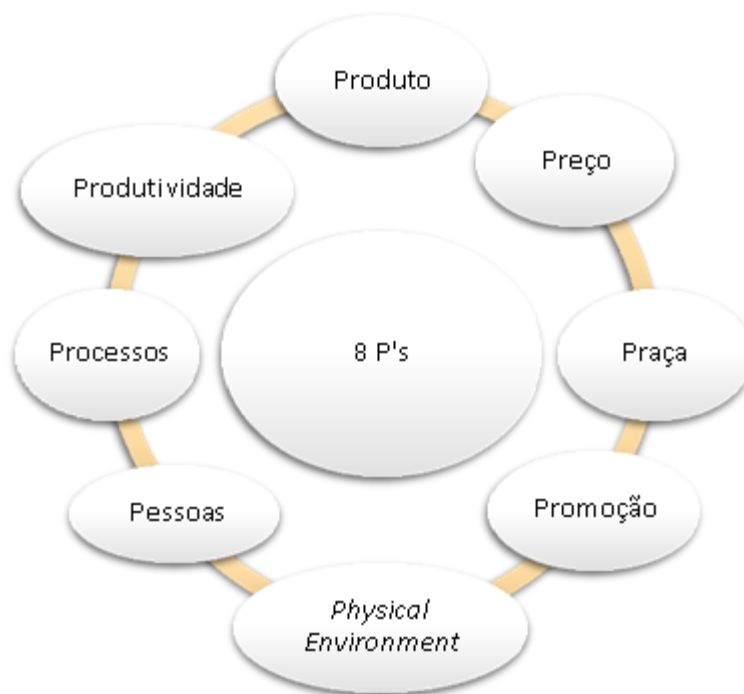 Produto
Preço
Praça
Promoção
Physical
Environment
Pessoas
Processos
Produtividade
8 P's